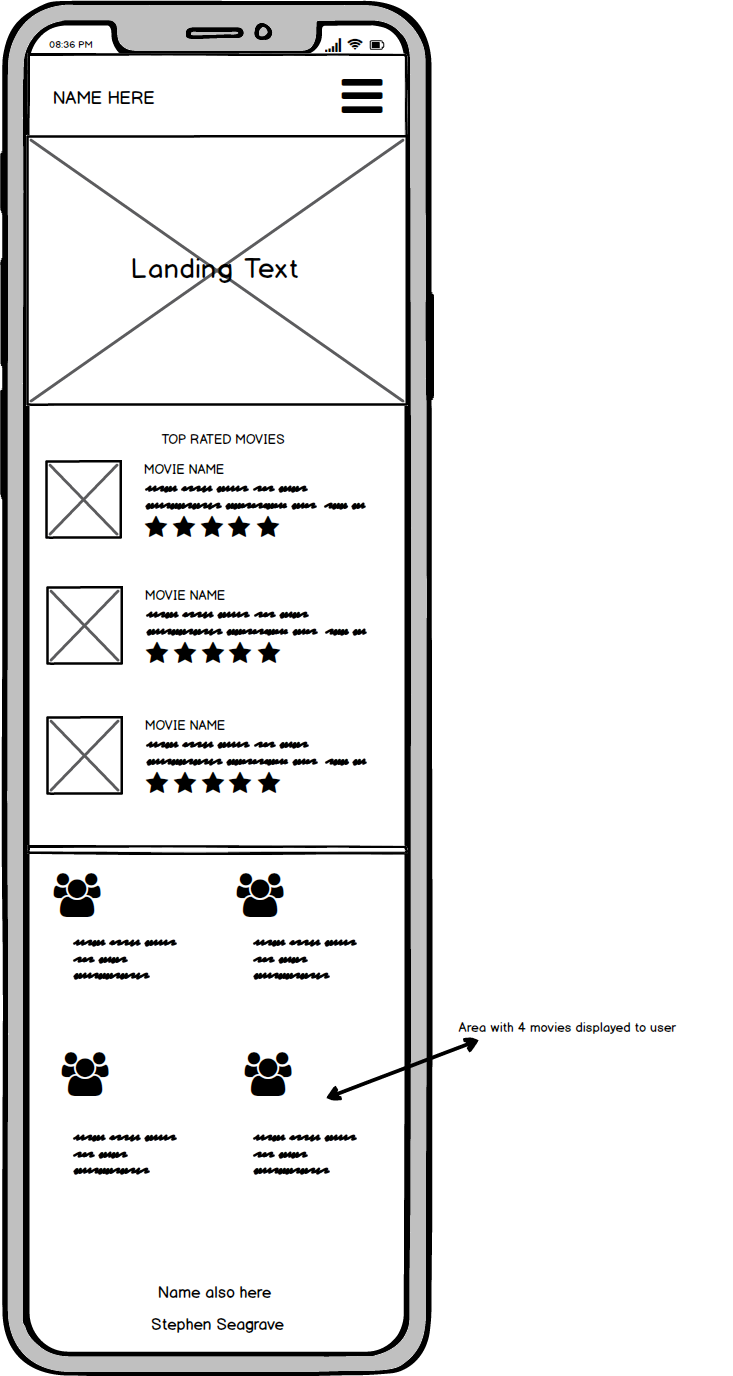 08:36 PM
NAME HERE
Landing Text
TOP RATED MOVIES
MOVIE NAME
MOVIE NAME
MOVIE NAME
Area with 4 movies displayed to user
Name also here
Stephen Seagrave